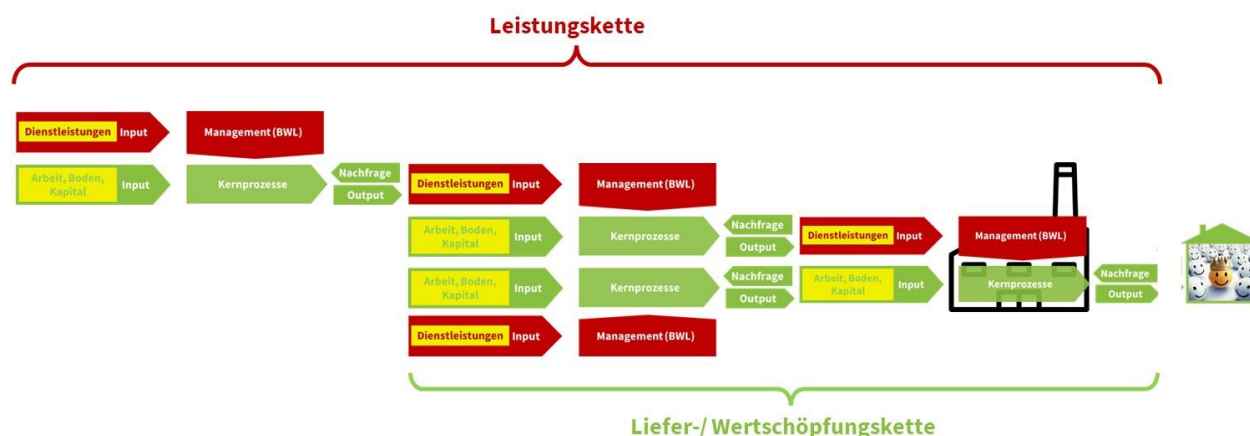 Leistungskette
Dienstleistungen Input
Management (BWL)
Arbeit, Boden,
Kapital
Input
Kernprozesse
Nachfrage
Output
Dienstleistungen Input
Management (BWL)
Arbeit, Boden,
Kapital
Input
Kernprozesse
Nachfrage
Output
Dienstleistungen Input
Management (BWL)
Arbeit, Boden,
Kapital
Input
Kernprozesse
Nachfrage
Output
Arbeit, Boden,
Kapital
Input
Kernprozesse
Nachfrage
Output
Dienstleistungen Input
Management (BWL)
Liefer-/ Wertschöpfungskette